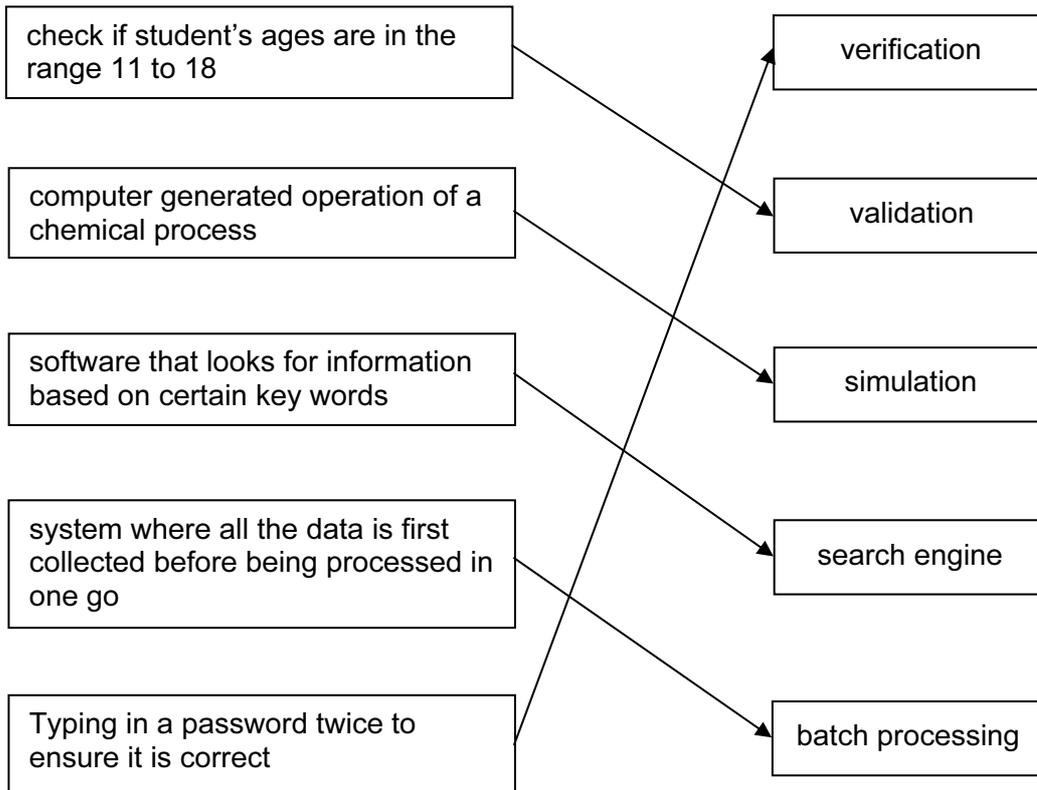 check if student’s ages are in the
range 11 to 18
verification
computer generated operation of a
chemical process
validation
software that looks for information
based on certain key words
simulation
system where all the data is first
collected before being processed in
one go
search engine
Typing in a password twice to
ensure it is correct
batch processing